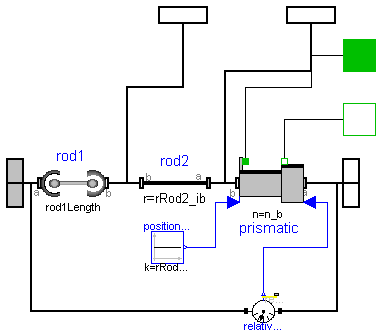 rod1
rod2
a
b
b
a
b
a
rod1Length
r=rRod2_ib
n=n_b
prismatic
position...
k=rRod...
relativ...